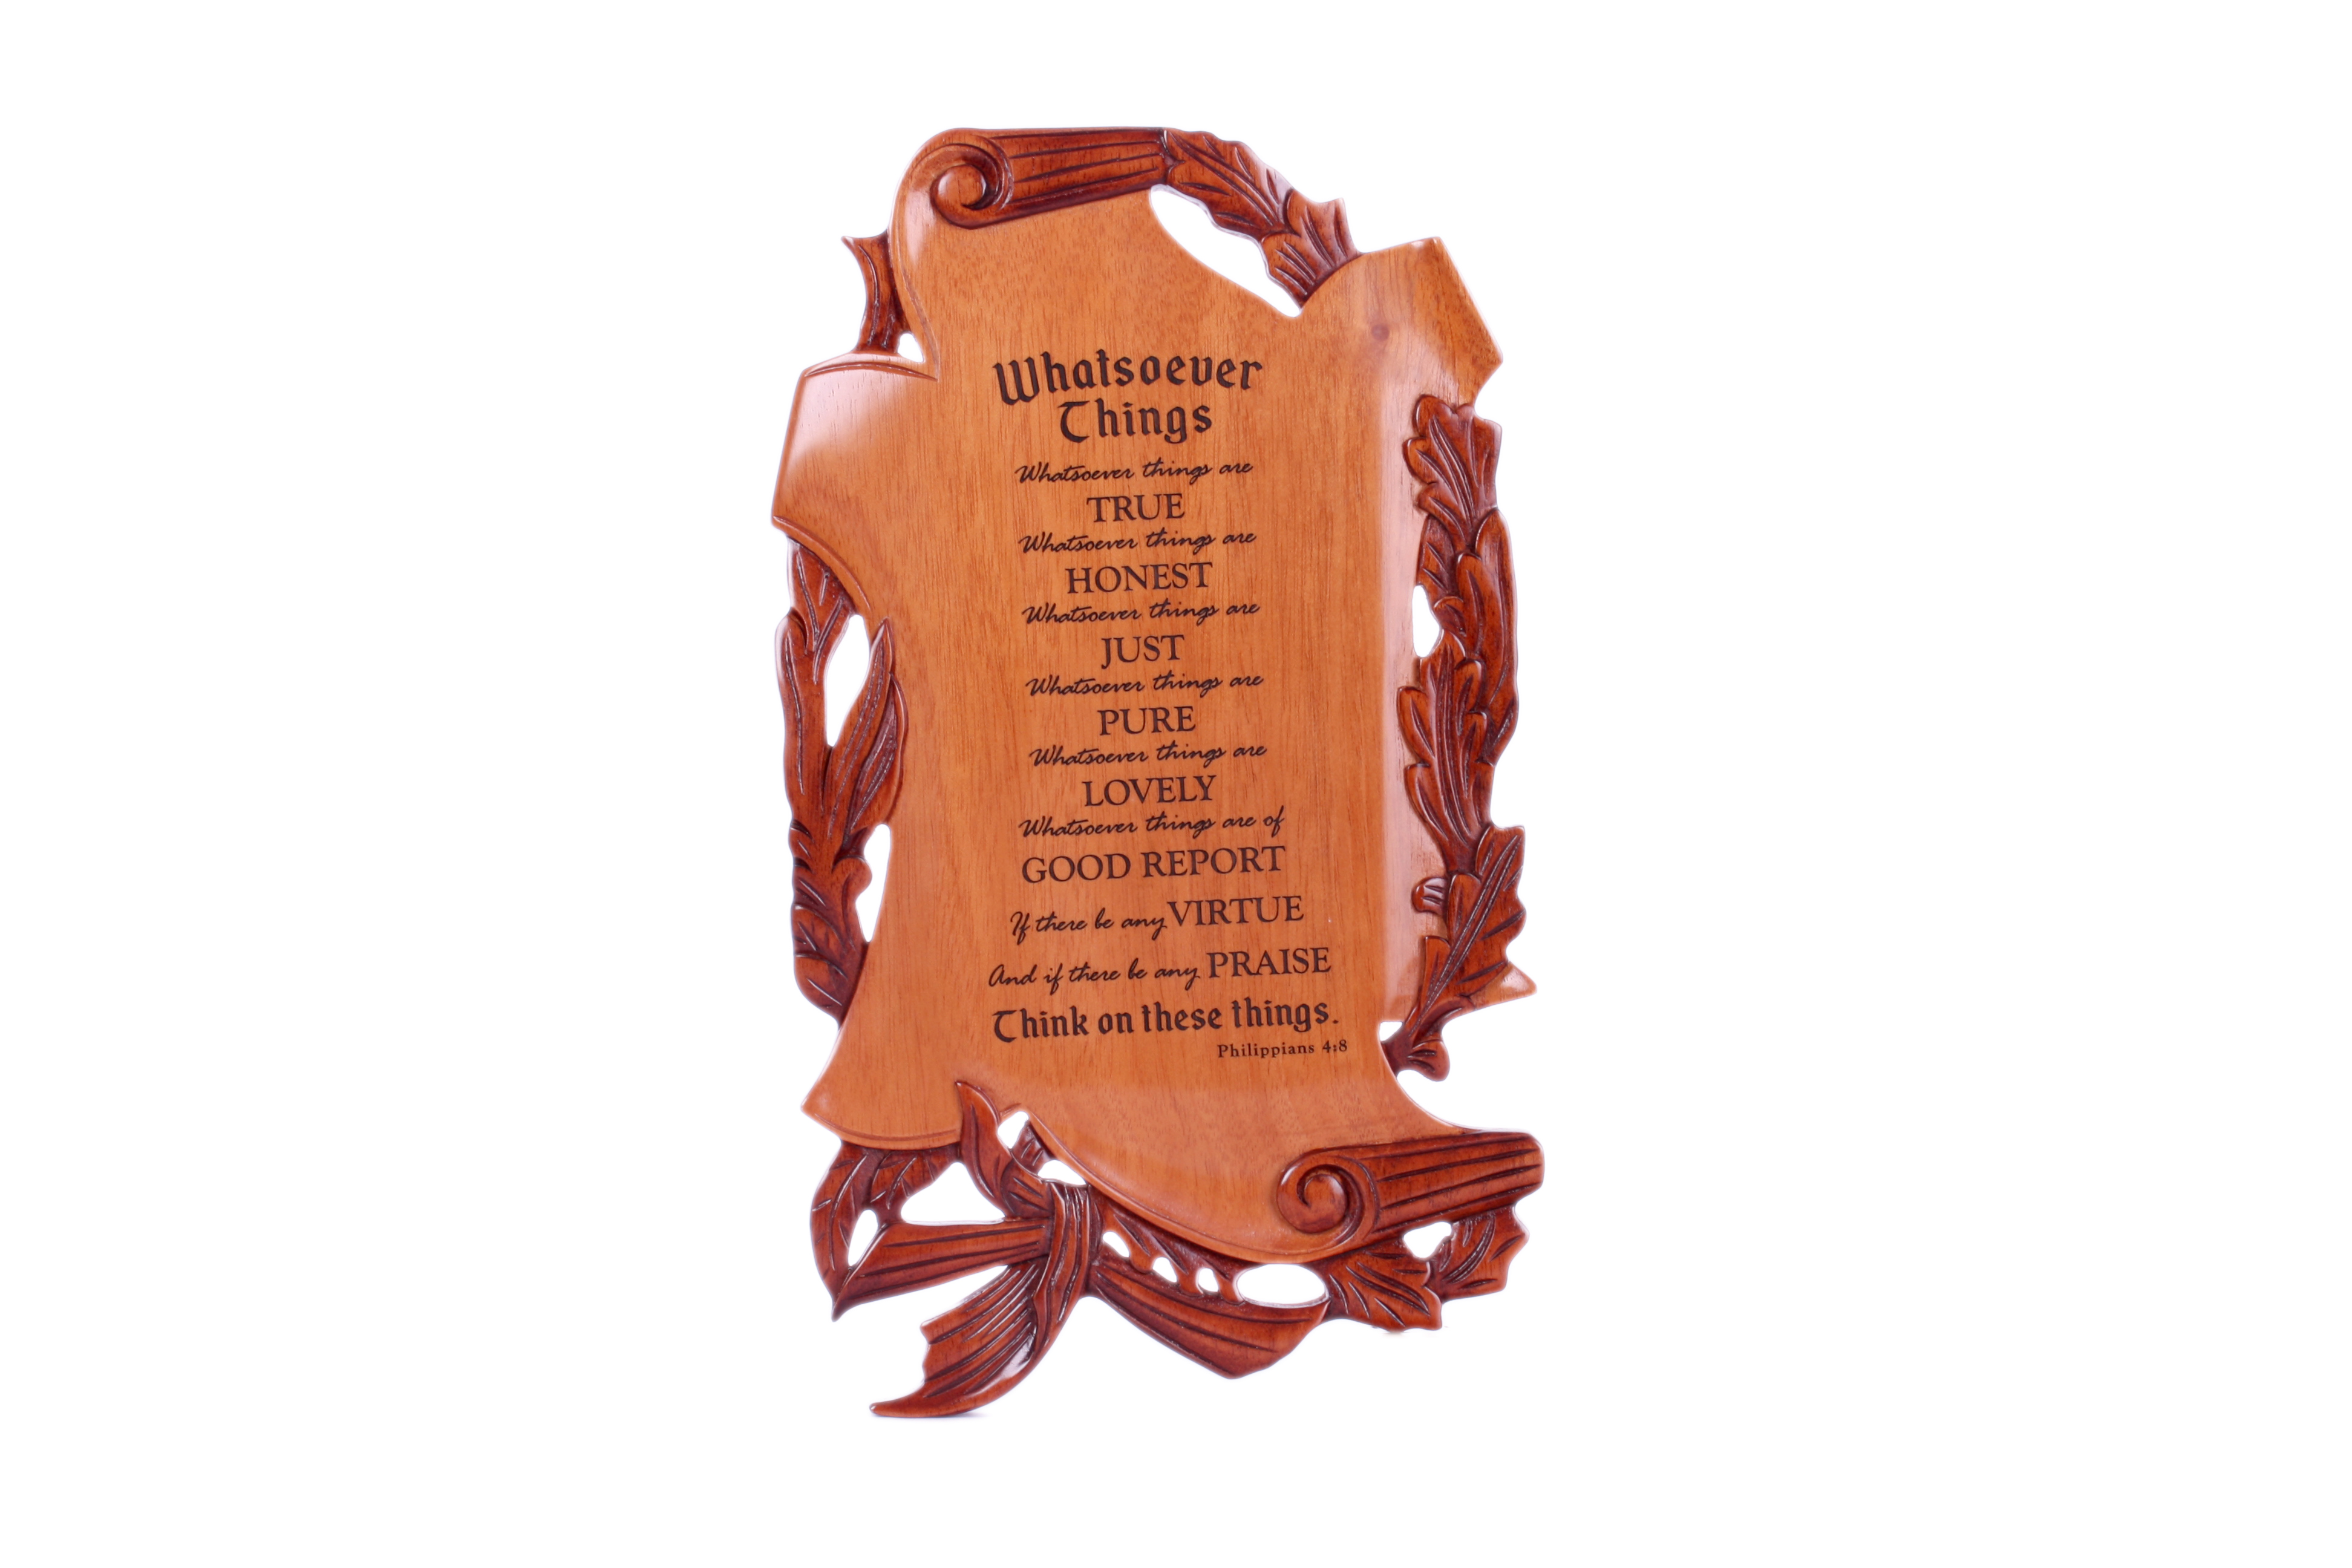 Whatsoever
Things
Whatsoever things are
TRUE
Whatsoever things are
HONEST
Whatsoever things are
JUST
Whatsoever things are
PURE
Whatsoever things are
LOVELY
Whatsoever things are of
GOOD REPORT
If there be any VIRTUE
And if there be any PRAISE
Think on these things.
Philippians 4:8